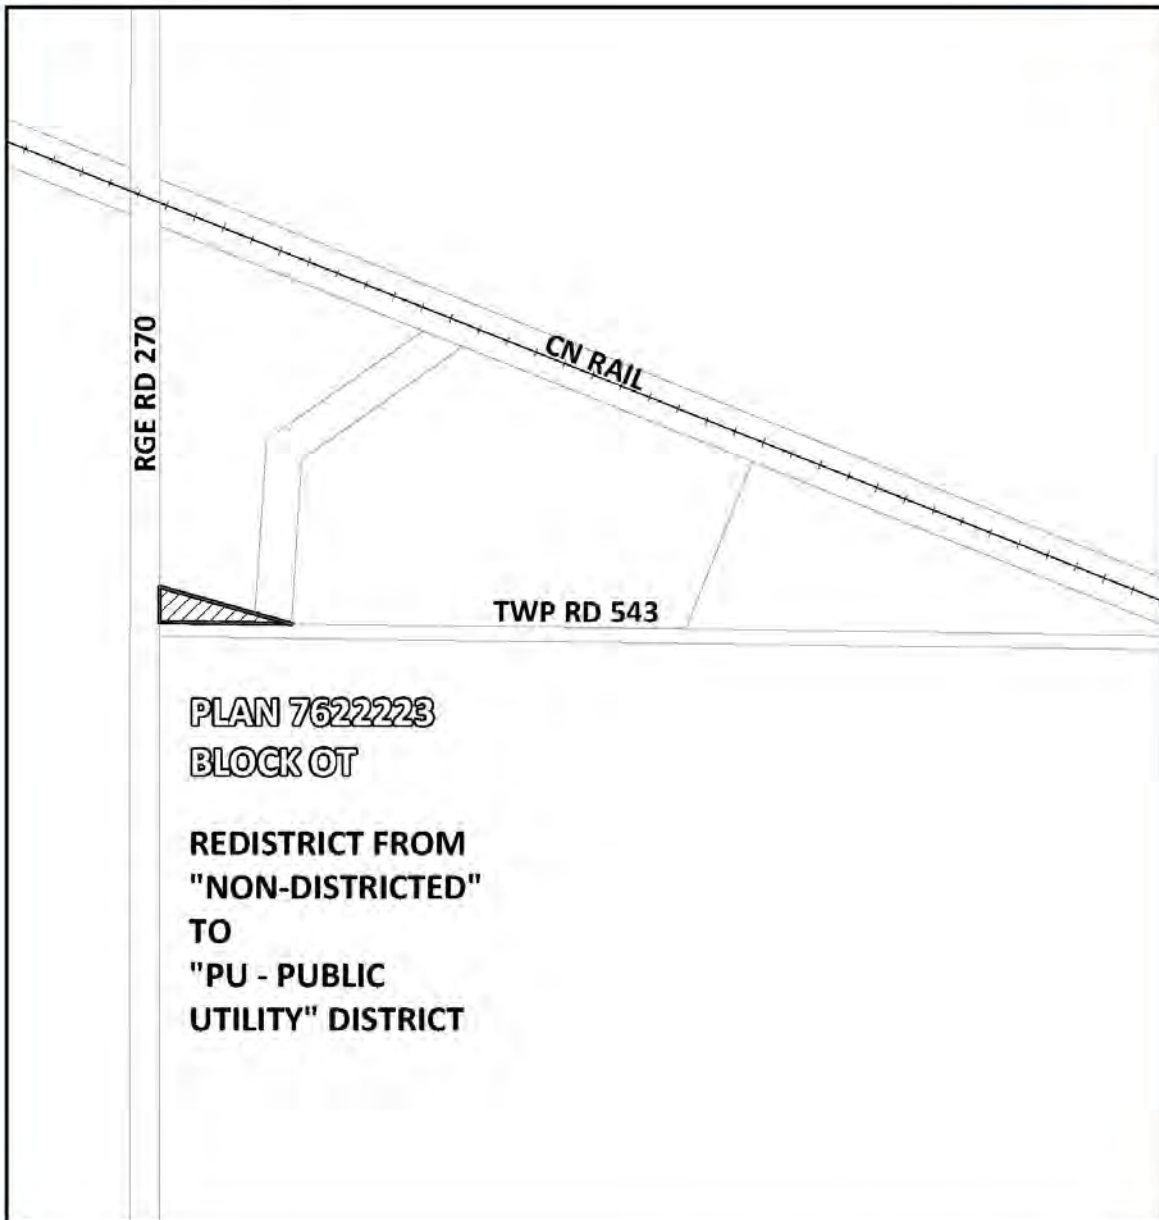 CN RAIL
RGE RD 270
TWP RD 543
PLAN 7622223
BLOCK OT
REDISTRICT FROM
"NON-DISTRICTED"
TO
"PU - PUBLIC
UTILITY" DISTRICT